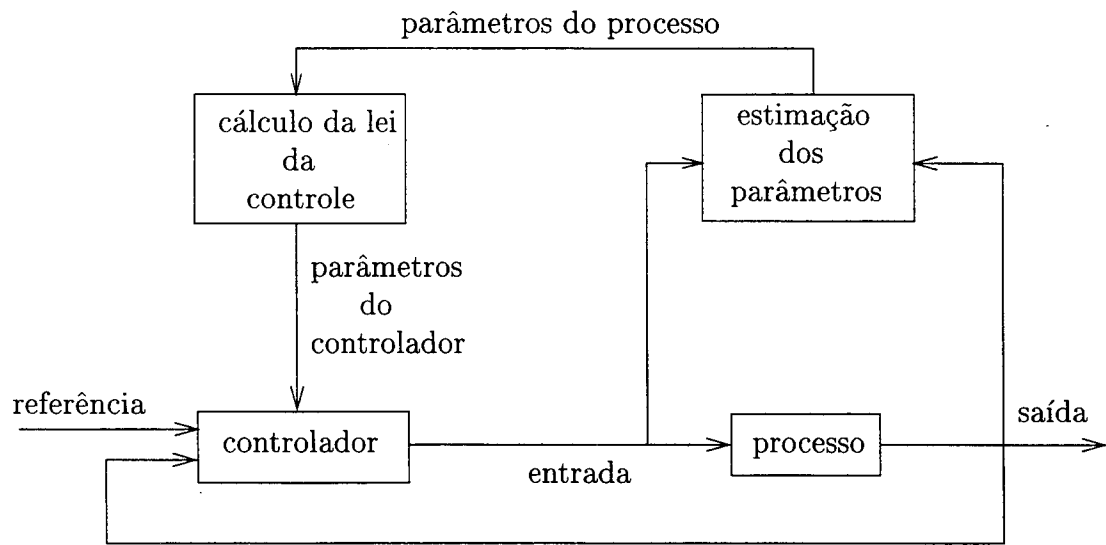 parâmetros do processo
cálculo da lei
da
controle
estimação
dos
parâmetros
parâmetros
do
controlador
referência
controlador
entrada
processo
saída